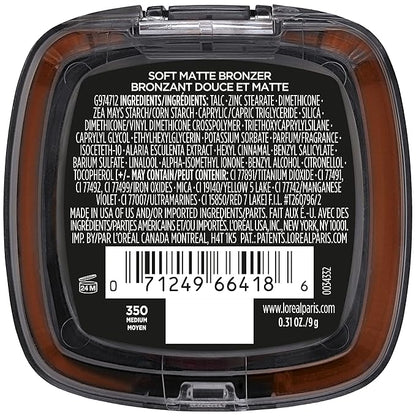 SOFT MATTE BRONZER
BRONZANT DOUCE ET MATTE
G974712 INGREDIENTS/INGRÉDIENTS: TALC • ZINC STEARATE • DIMETHICONE •
ZEA MAYS STARCH/CORN STARCH • CAPRYLIC/CAPRIC TRIGLYCERIDE • SILICA •
DIMETHICONE/VINYL DIMETHICONE CROSSPOLYMER • TRIETHOXYCAPRYLYLSILANE •
CAPRYLYL GLYCOL • ETHYLHEXYLGLYCERIN • POTASSIUM SORBATE • PARFUM/FRAGRANCE •
ISOCETETH-10 • ALARIA ESCULENTA EXTRACT • HEXYL CINNAMAL • BENZYL SALICYLATE •
BARIUM SULFATE • LINALOOL • ALPHA-ISOMETHYL IONONE • BENZYL ALCOHOL • CITRONELLOL •
TOCOPHEROL (+/- MAY CONTAIN/PEUT CONTENIR: CI 77891/TITANIUM DIOXIDE • CI 77491,
CI 77492, CI 77499/IRON OXIDES • MICA • CI 19140/YELLOW 5 LAKE • CI 77742/MANGANESE
VIOLET • CI 77007/ULTRAMARINES • CI 15850/RED 7 LAKE) F.I.L. #T260796/2
MADE IN USA OF US AND/OR IMPORTED INGREDIENTS/PARTS. FAIT AUX É.-U. AVEC DES
INGRÉDIENTS/PARTIES AMÉRICAINS ET/OU IMPORTÉS. L'ORÉAL USA, INC., NEW YORK, NY 10001.
IMP. BY/PAR L'ORÉAL CANADA MONTREAL, H4T 1K5 PAT.: PATENTS.LOREALPARIS.COM
24 M
0 71249 66418 6
0034332
350
MEDIUM
MOYEN
www.lorealparis.com
0.31 OZ./9 g